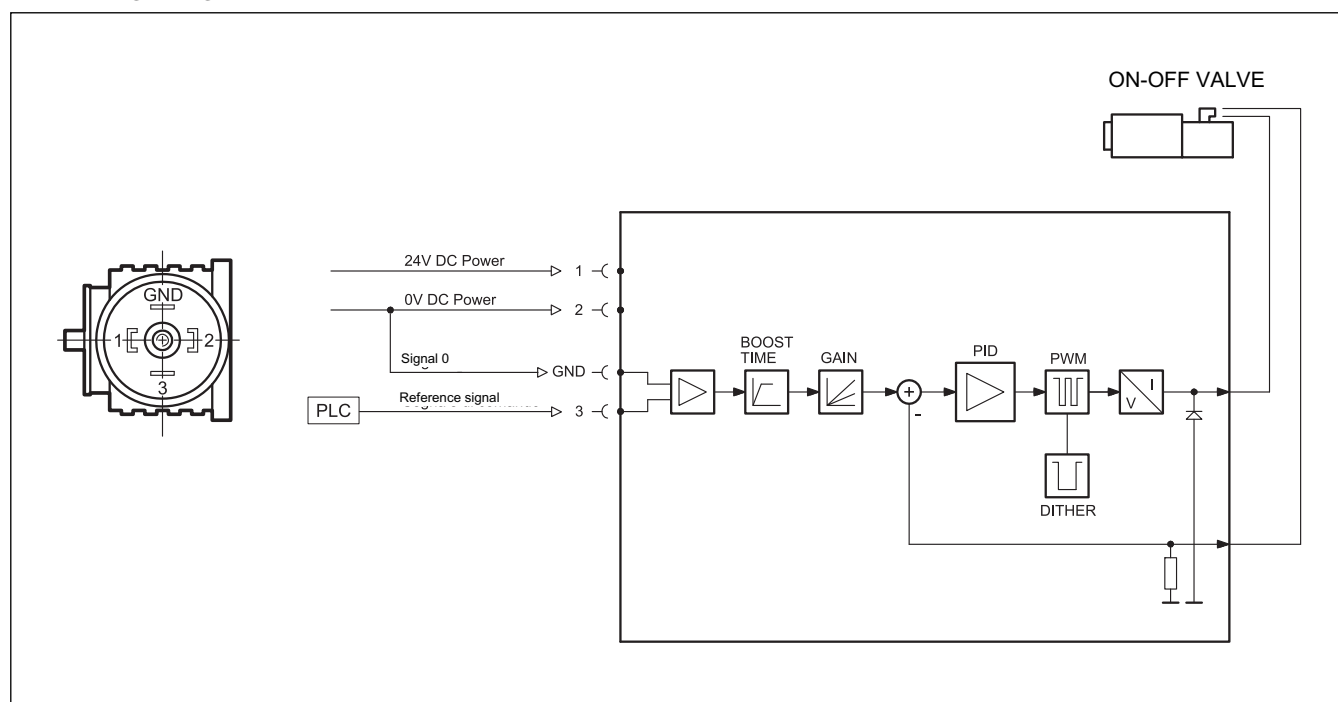 ON-OFF VALVE
24V DC Power
1
GND
0V DC Power
2
1
2
3
Signal 0
GND
BOOST
TIME
GAIN
PID
PWM
I
V
PLC
Reference signal
3
+
-
DITHER